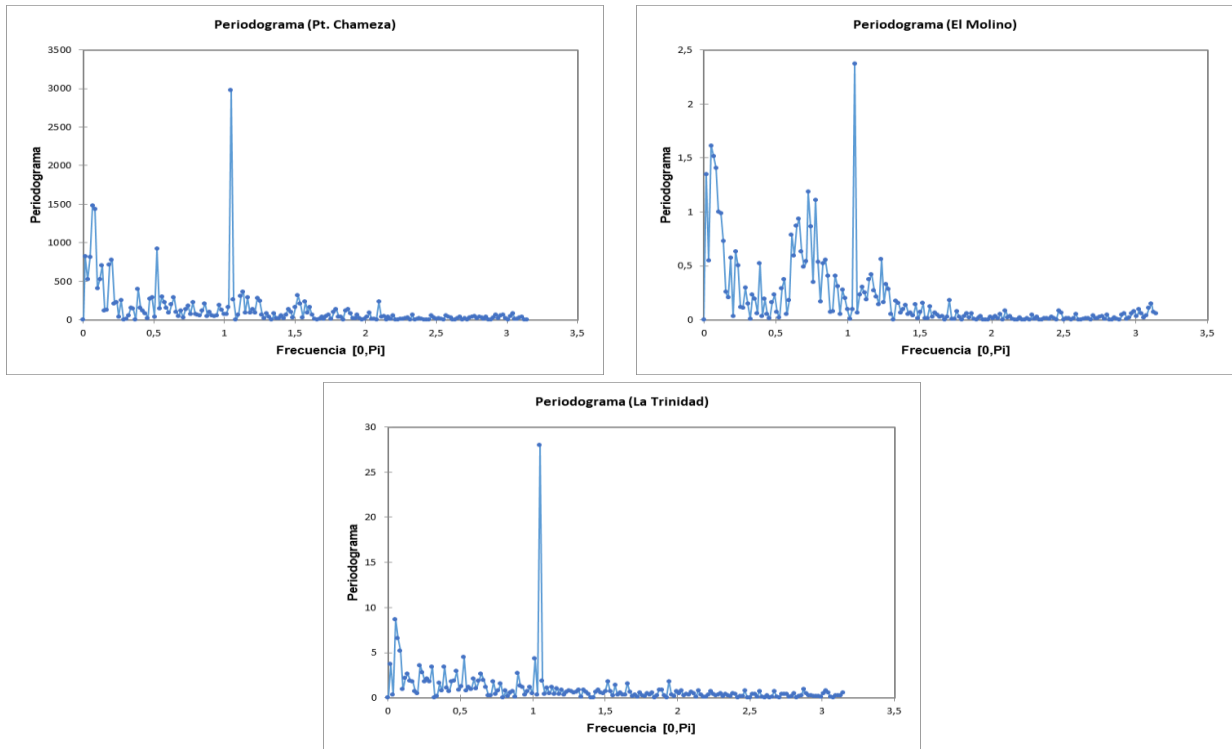 Periodograma (Pt. Chameza)
3500
3000
2500
2000
1500
1000
500
0
Periodograma
0 0,5 1 1,5 2 2,5 3 3,5
Frecuencia [0,Pi]
Periodograma (El Molino)
2,5
2
1,5
1
0,5
0
Periodograma
0 0,5 1 1,5 2 2,5 3 3,5
Frecuencia [0,Pi]
Periodograma (La Trinidad)
30
25
20
15
10
5
0
Periodograma
0 0,5 1 1,5 2 2,5 3 3,5
Frecuencia [0,Pi]